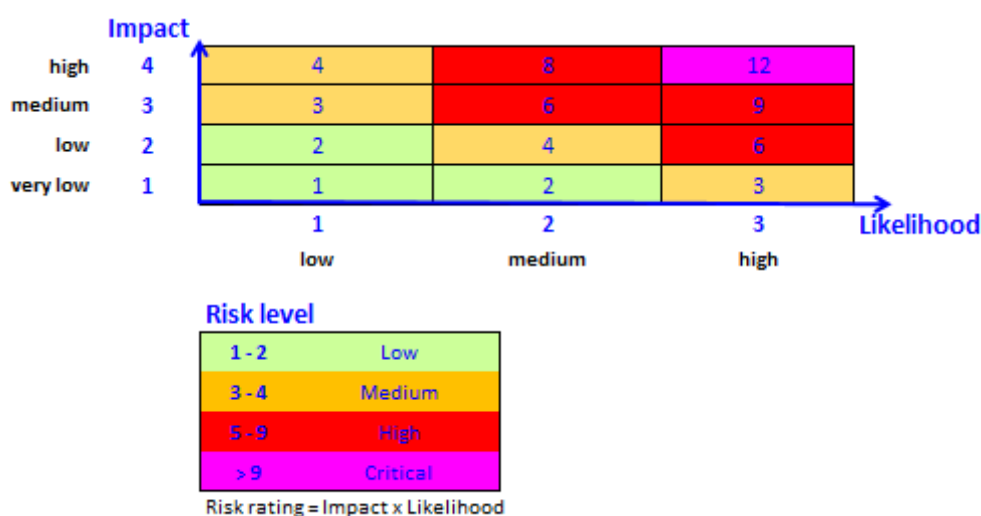 Impact
high 4 4 8 12
medium 3 3 6 9
low 2 2 4 6
very low 1 1 2 3
1 2 3 Likelihood
low medium high
Risk level
1 - 2 Low
3 - 4 Medium
5 - 9 High
> 9 Critical
Risk rating = Impact x Likelihood